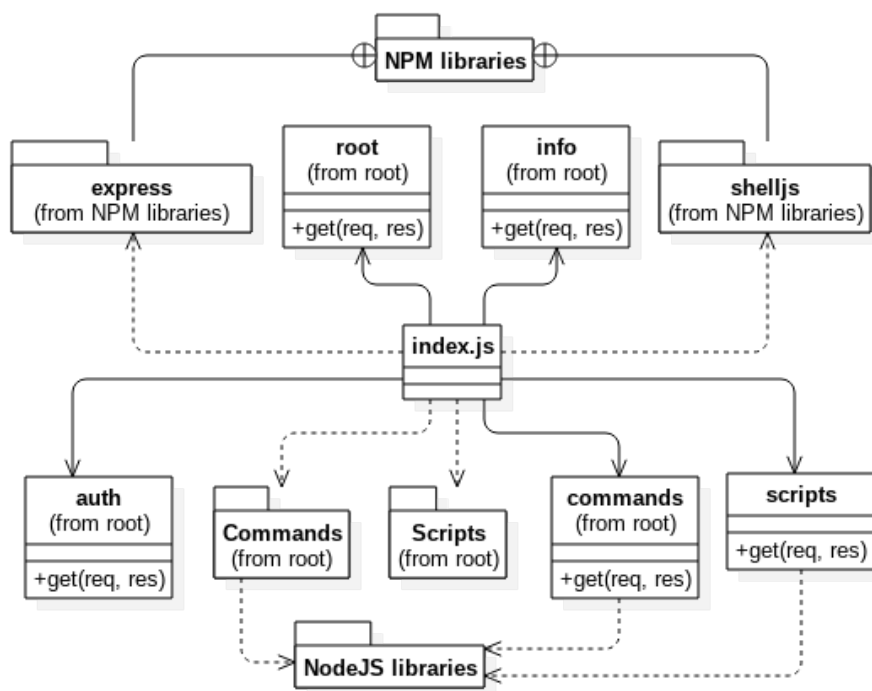 NPM libraries
express
(from NPM libraries)
root
(from root)
+get(req, res)
info
(from root)
+get(req, res)
shelljs
(from NPM libraries)
index.js
auth
(from root)
+get(req, res)
Commands
(from root)
Scripts
(from root)
commands
(from root)
+get(req, res)
scripts
+get(req, res)
NodeJS libraries